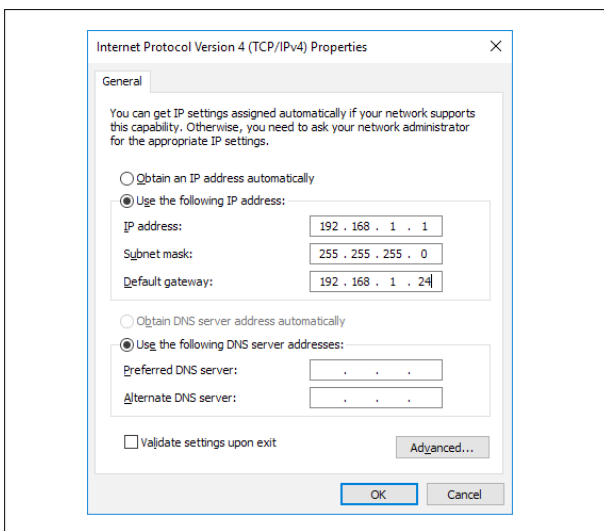 Internet Protocol Version 4 (TCP/IPv4) Properties
General
You can get IP settings assigned automatically if your network supports
this capability. Otherwise, you need to ask your network administrator
for the appropriate IP settings.
Obtain an IP address automatically
Use the following IP address:
IP address: 192 . 168 . 1 . 1
Subnet mask: 255 . 255 . 255 . 0
Default gateway: 192 . 168 . 1 . 24
Obtain DNS server address automatically
Use the following DNS server addresses:
Preferred DNS server: . . .
Alternate DNS server: . . .
Validate settings upon exit
Advanced...
OK Cancel